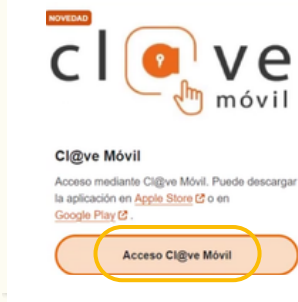 NOVEDAD
cl@ve
móvil
Cl@ve Móvil
Acceso mediante Cl@ve Móvil. Puede descargar
la aplicación en Apple Store o en
Google Play .
Acceso Cl@ve Móvil